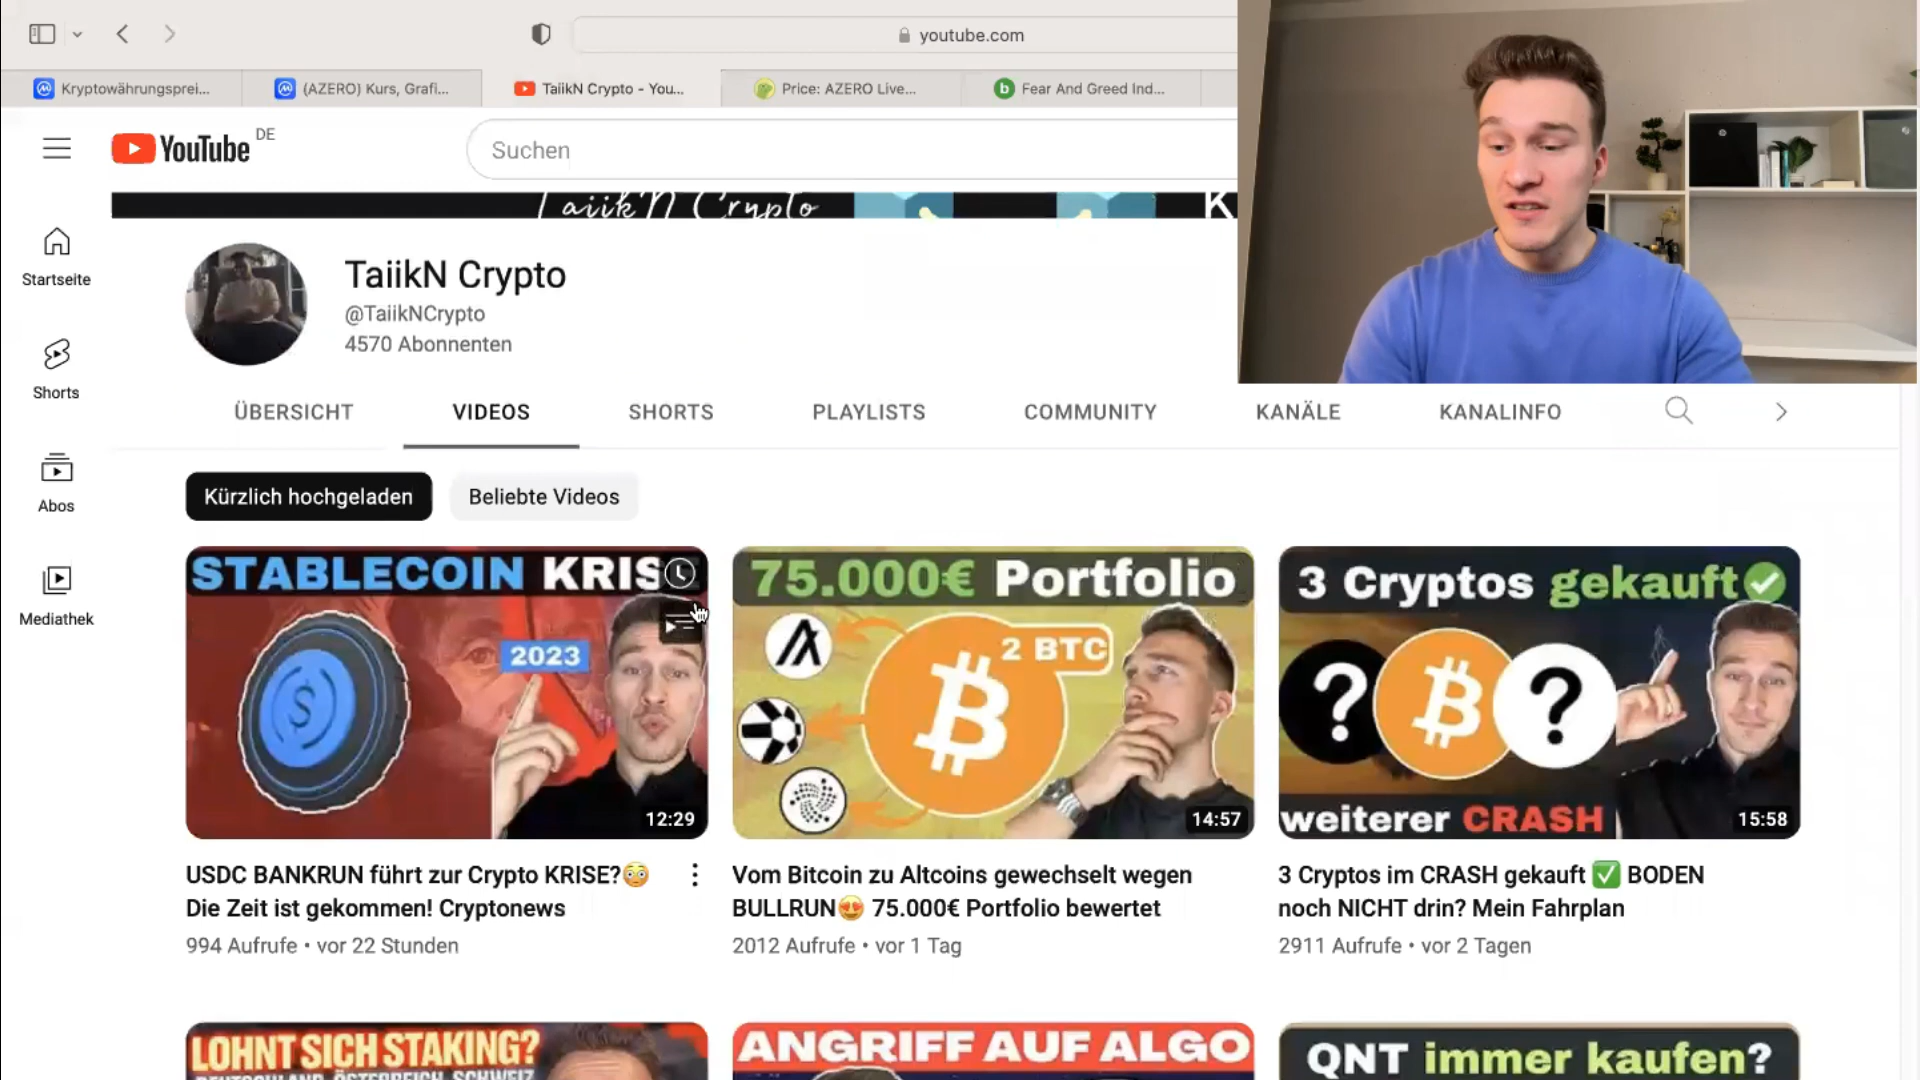 youtube.com
Kryptowährungsprei...
(AZERO) Kurs, Grafi...
TaiikN Crypto - You...
Price: AZERO Live...
Fear And Greed Ind...
YouTube DE
Suchen
TaiikN Crypto
K
Startseite
Shorts
Abos
Mediathek
TaiikN Crypto
@TaiikNCrypto
4570 Abonnenten
ÜBERSICHT
VIDEOS
SHORTS
PLAYLISTS
COMMUNITY
KANÄLE
KANALINFO
Kürzlich hochgeladen
Beliebte Videos
STABLECOIN KRIS
2023
12:29
USDC BANKRUN führt zur Crypto KRISE?😳
Die Zeit ist gekommen! Cryptonews
994 Aufrufe • vor 22 Stunden
75.000€ Portfolio
2 BTC
14:57
Vom Bitcoin zu Altcoins gewechselt wegen
BULLRUN😍 75.000€ Portfolio bewertet
2012 Aufrufe • vor 1 Tag
3 Cryptos gekauft
? ?
weiterer CRASH
15:58
3 Cryptos im CRASH gekauft ✅ BODEN
noch NICHT drin? Mein Fahrplan
2911 Aufrufe • vor 2 Tagen
LOHNT SICH STAKING?
DEUTSCHLAND, ÖSTERREICH, SCHWEIZ
ANGRIFF AUF ALGO
QNT immer kaufen?